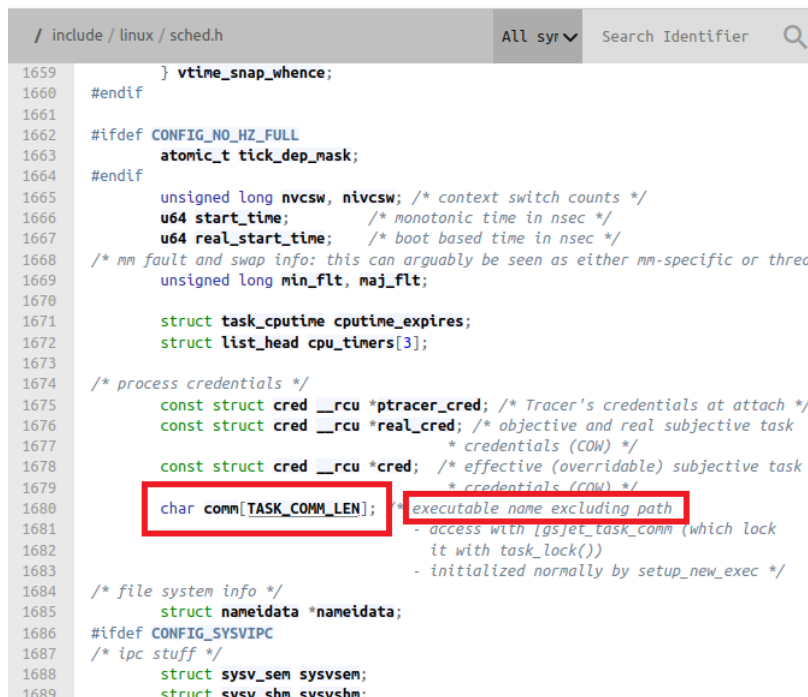 / include / linux / sched.h All syr Search Identifier
1659 } vtime_snap_whence;
1660 #endif
1661
1662 #ifdef CONFIG_NO_HZ_FULL
1663 atomic_t tick_dep_mask;
1664 #endif
1665 unsigned long nvcsw, nivcsw; /* context switch counts */
1666 u64 start_time; /* monotonic time in nsec */
1667 u64 real_start_time; /* boot based time in nsec */
1668 /* mm fault and swap info: this can arguably be seen as either mm-specific or thread
1669 unsigned long min_flt, maj_flt;
1670
1671 struct task_cputime cputime_expires;
1672 struct list_head cpu_timers[3];
1673
1674 /* process credentials */
1675 const struct cred __rcu *ptracer_cred; /* Tracer's credentials at attach */
1676 const struct cred __rcu *real_cred; /* objective and real subjective task
1677 * credentials (COW) */
1678 const struct cred __rcu *cred; /* effective (overridable) subjective task
1679 * credentials (COW) */
1680 char comm[TASK_COMM_LEN]; /* executable name excluding path
1681 - access with [gs]et_task_comm (which lock
1682 it with task_lock())
1683 - initialized normally by setup_new_exec */
1684 /* file system info */
1685 struct nameidata *nameidata;
1686 #ifdef CONFIG_SYSVIPC
1687 /* ipc stuff */
1688 struct sysv_sem sysvsem;
1689 struct sysv_shm sysvshm;